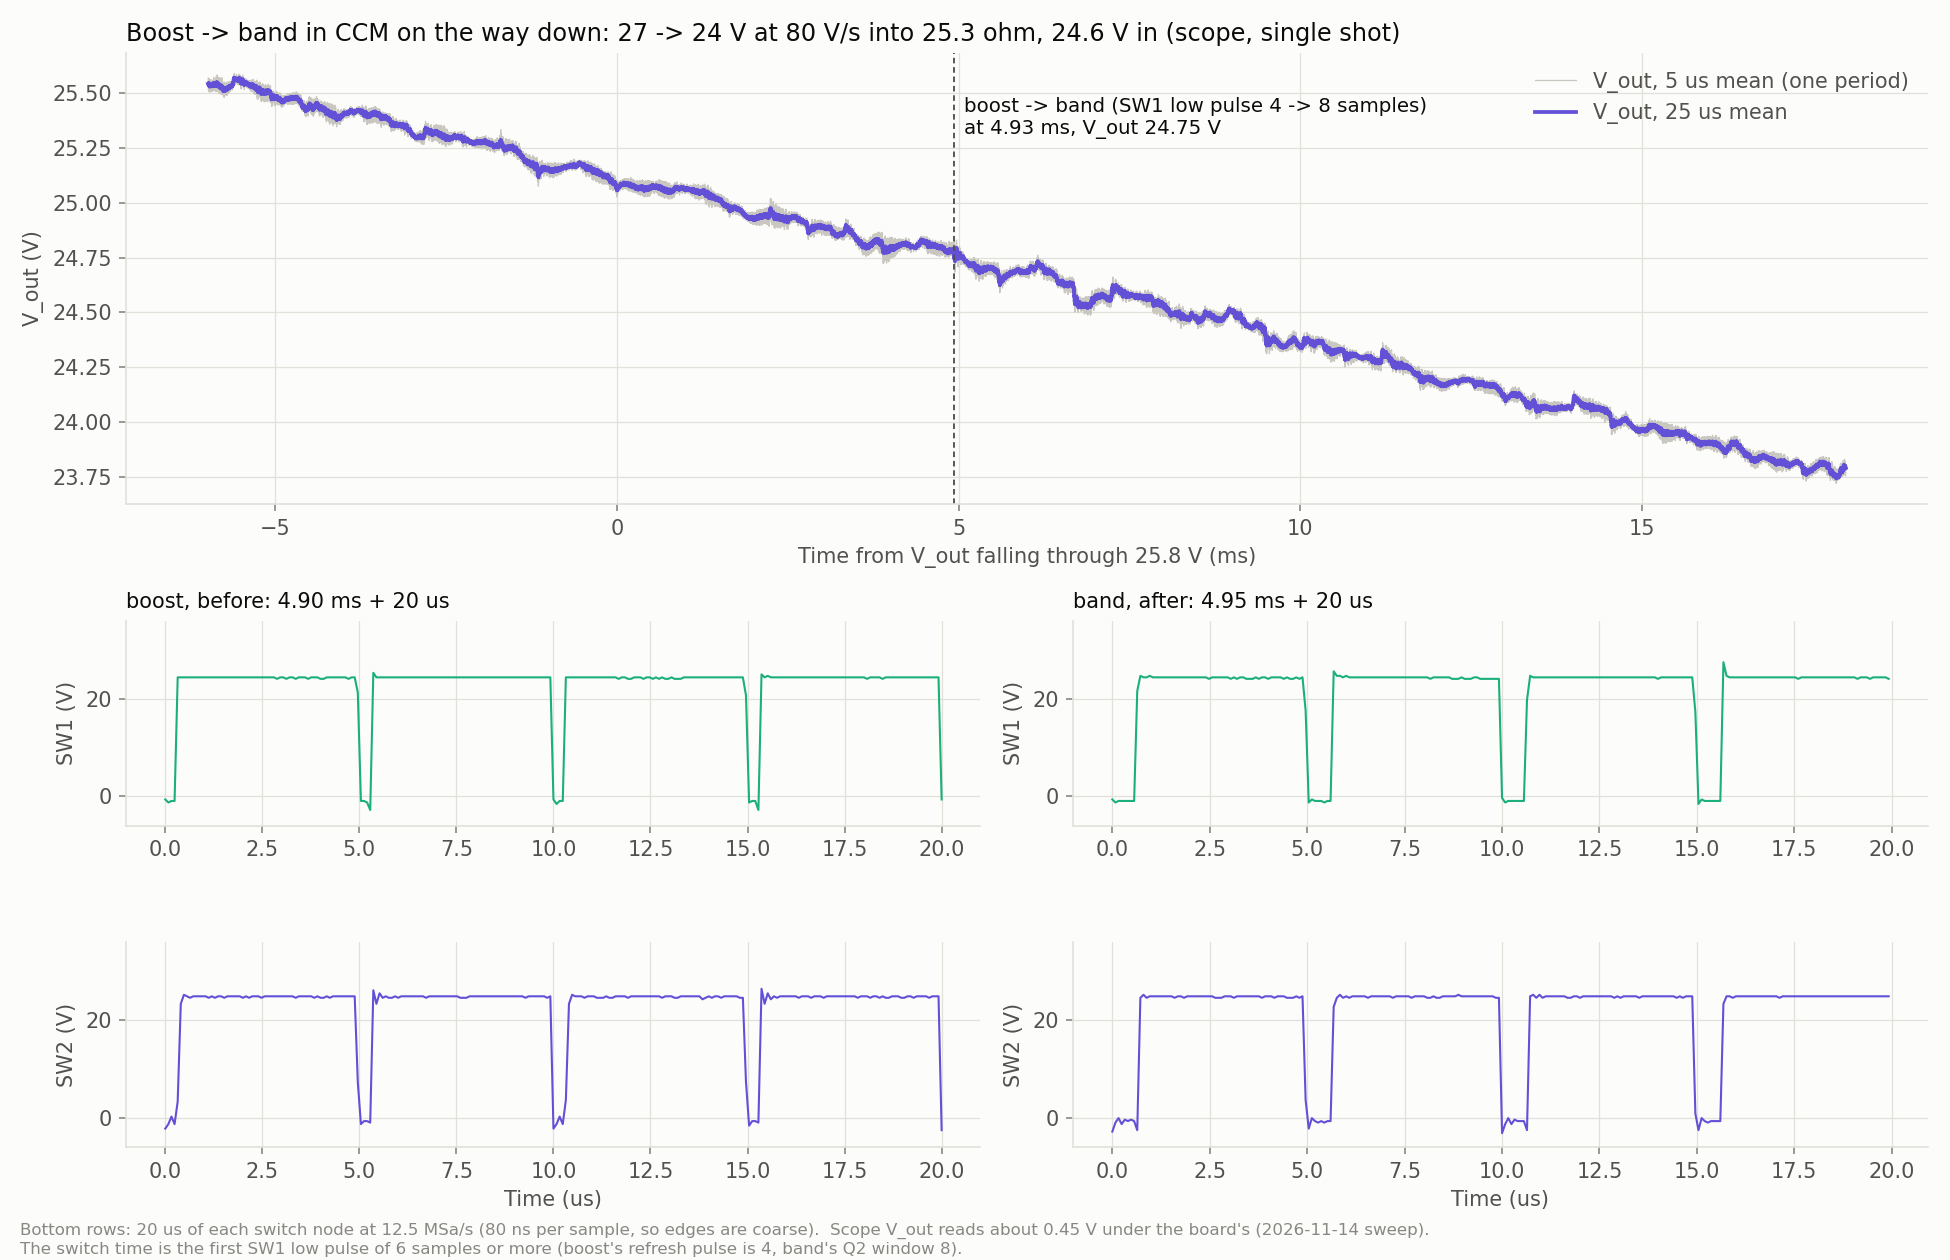 Boost -> band in CCM on the way down: 27 -> 24 V at 80 V/s into 25.3 ohm, 24.6 V in (scope, single shot)
V_out, 5 us mean (one period)
V_out, 25 us mean
boost -> band (SW1 low pulse 4 -> 8 samples)
at 4.93 ms, V_out 24.75 V
V_out (V)
25.50
25.25
25.00
24.75
24.50
24.25
24.00
23.75
−5 0 5 10 15
Time from V_out falling through 25.8 V (ms)
boost, before: 4.90 ms + 20 us
SW1 (V)
20
0
0.0 2.5 5.0 7.5 10.0 12.5 15.0 17.5 20.0
band, after: 4.95 ms + 20 us
SW1 (V)
20
0
0.0 2.5 5.0 7.5 10.0 12.5 15.0 17.5 20.0
SW2 (V)
20
0
0.0 2.5 5.0 7.5 10.0 12.5 15.0 17.5 20.0
Time (us)
SW2 (V)
20
0
0.0 2.5 5.0 7.5 10.0 12.5 15.0 17.5 20.0
Time (us)
Bottom rows: 20 us of each switch node at 12.5 MSa/s (80 ns per sample, so edges are coarse).  Scope V_out reads about 0.45 V under the board's (2026-11-14 sweep).
The switch time is the first SW1 low pulse of 6 samples or more (boost's refresh pulse is 4, band's Q2 window 8).